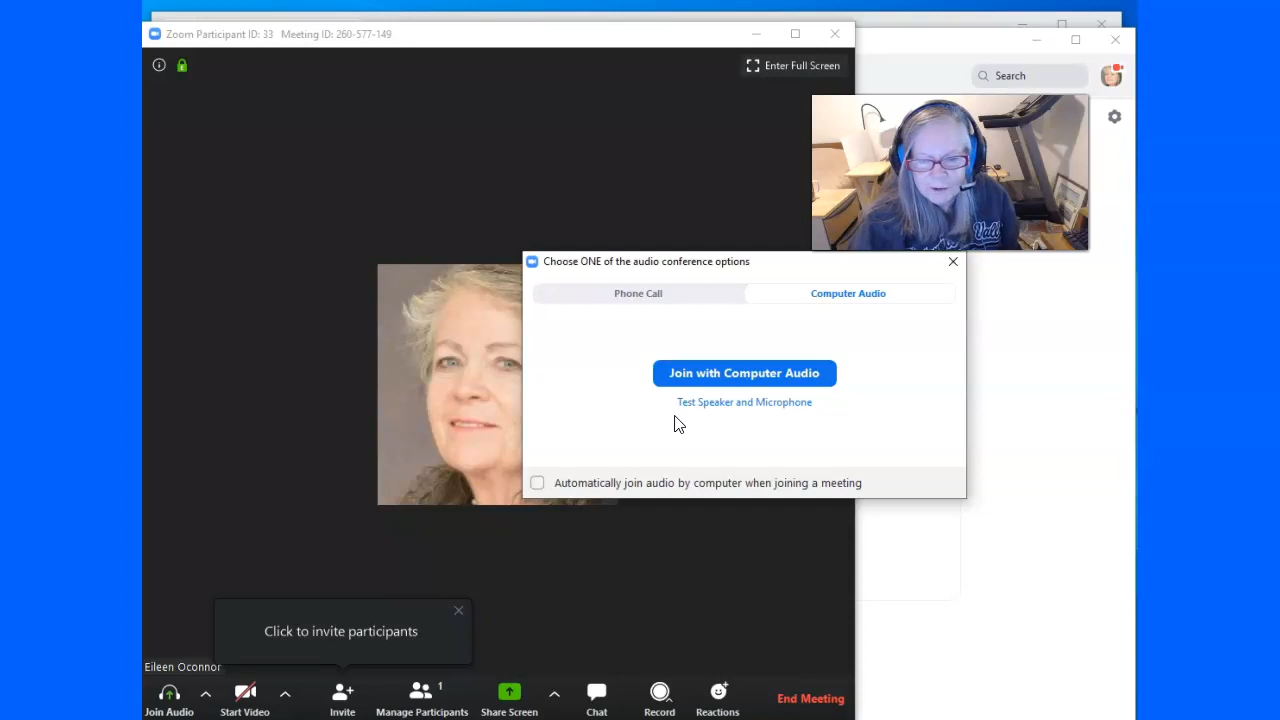 Zoom Participant ID: 33 Meeting ID: 260-577-149
Enter Full Screen
Search
Choose ONE of the audio conference options
Phone Call
Computer Audio
Join with Computer Audio
Test Speaker and Microphone
Automatically join audio by computer when joining a meeting
Click to invite participants
Eileen Oconnor
Join Audio
Start Video
Invite
1
Manage Participants
Share Screen
Chat
Record
Reactions
End Meeting